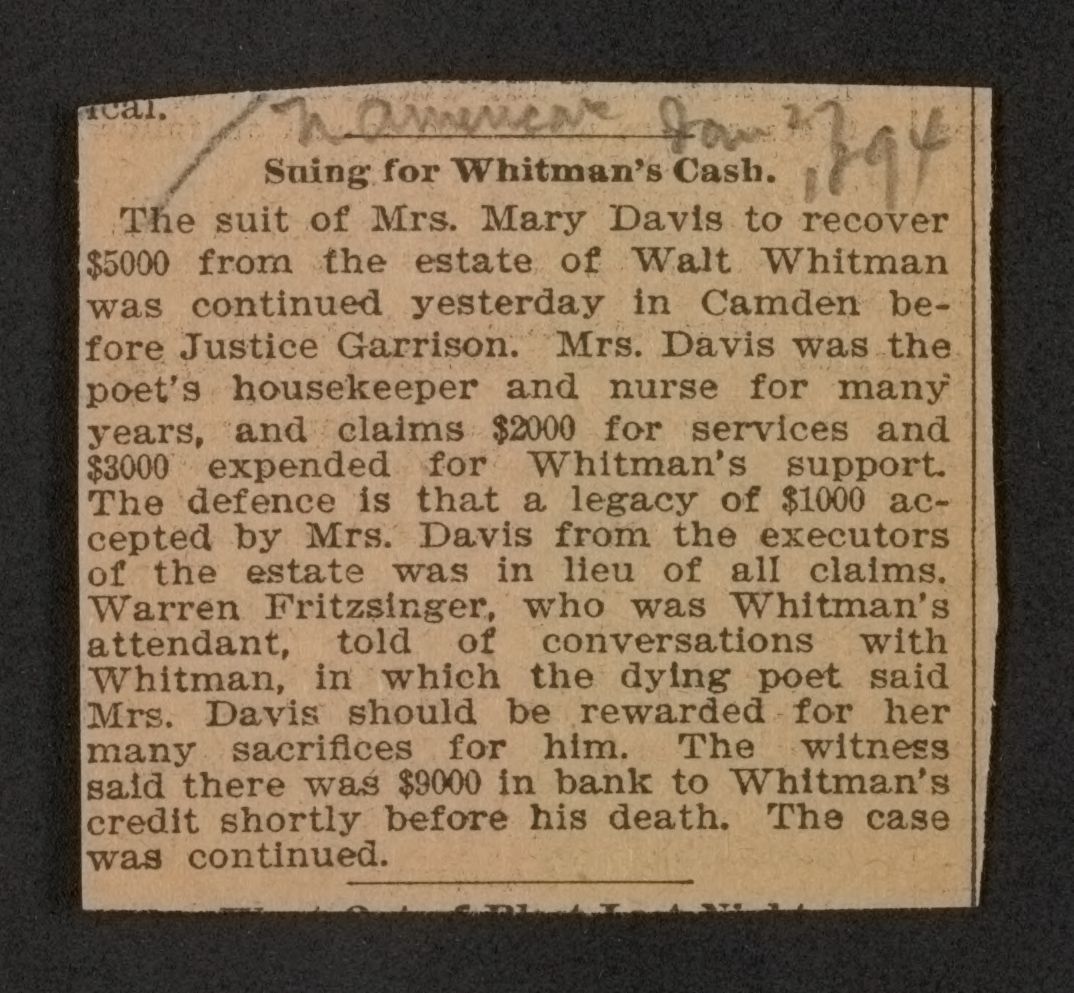 ical.
N American Jan 27
1894
Suing for Whitman's Cash.
The suit of Mrs. Mary Davis to recover
$5000 from the estate of Walt Whitman
was continued yesterday in Camden be-
fore Justice Garrison. Mrs. Davis was the
poet's housekeeper and nurse for many
years, and claims $2000 for services and
$3000 expended for Whitman's support.
The defence is that a legacy of $1000 ac-
cepted by Mrs. Davis from the executors
of the estate was in lieu of all claims.
Warren Fritzsinger, who was Whitman's
attendant, told of conversations with
Whitman, in which the dying poet said
Mrs. Davis should be rewarded for her
many sacrifices for him. The witness
said there was $9000 in bank to Whitman's
credit shortly before his death. The case
was continued.